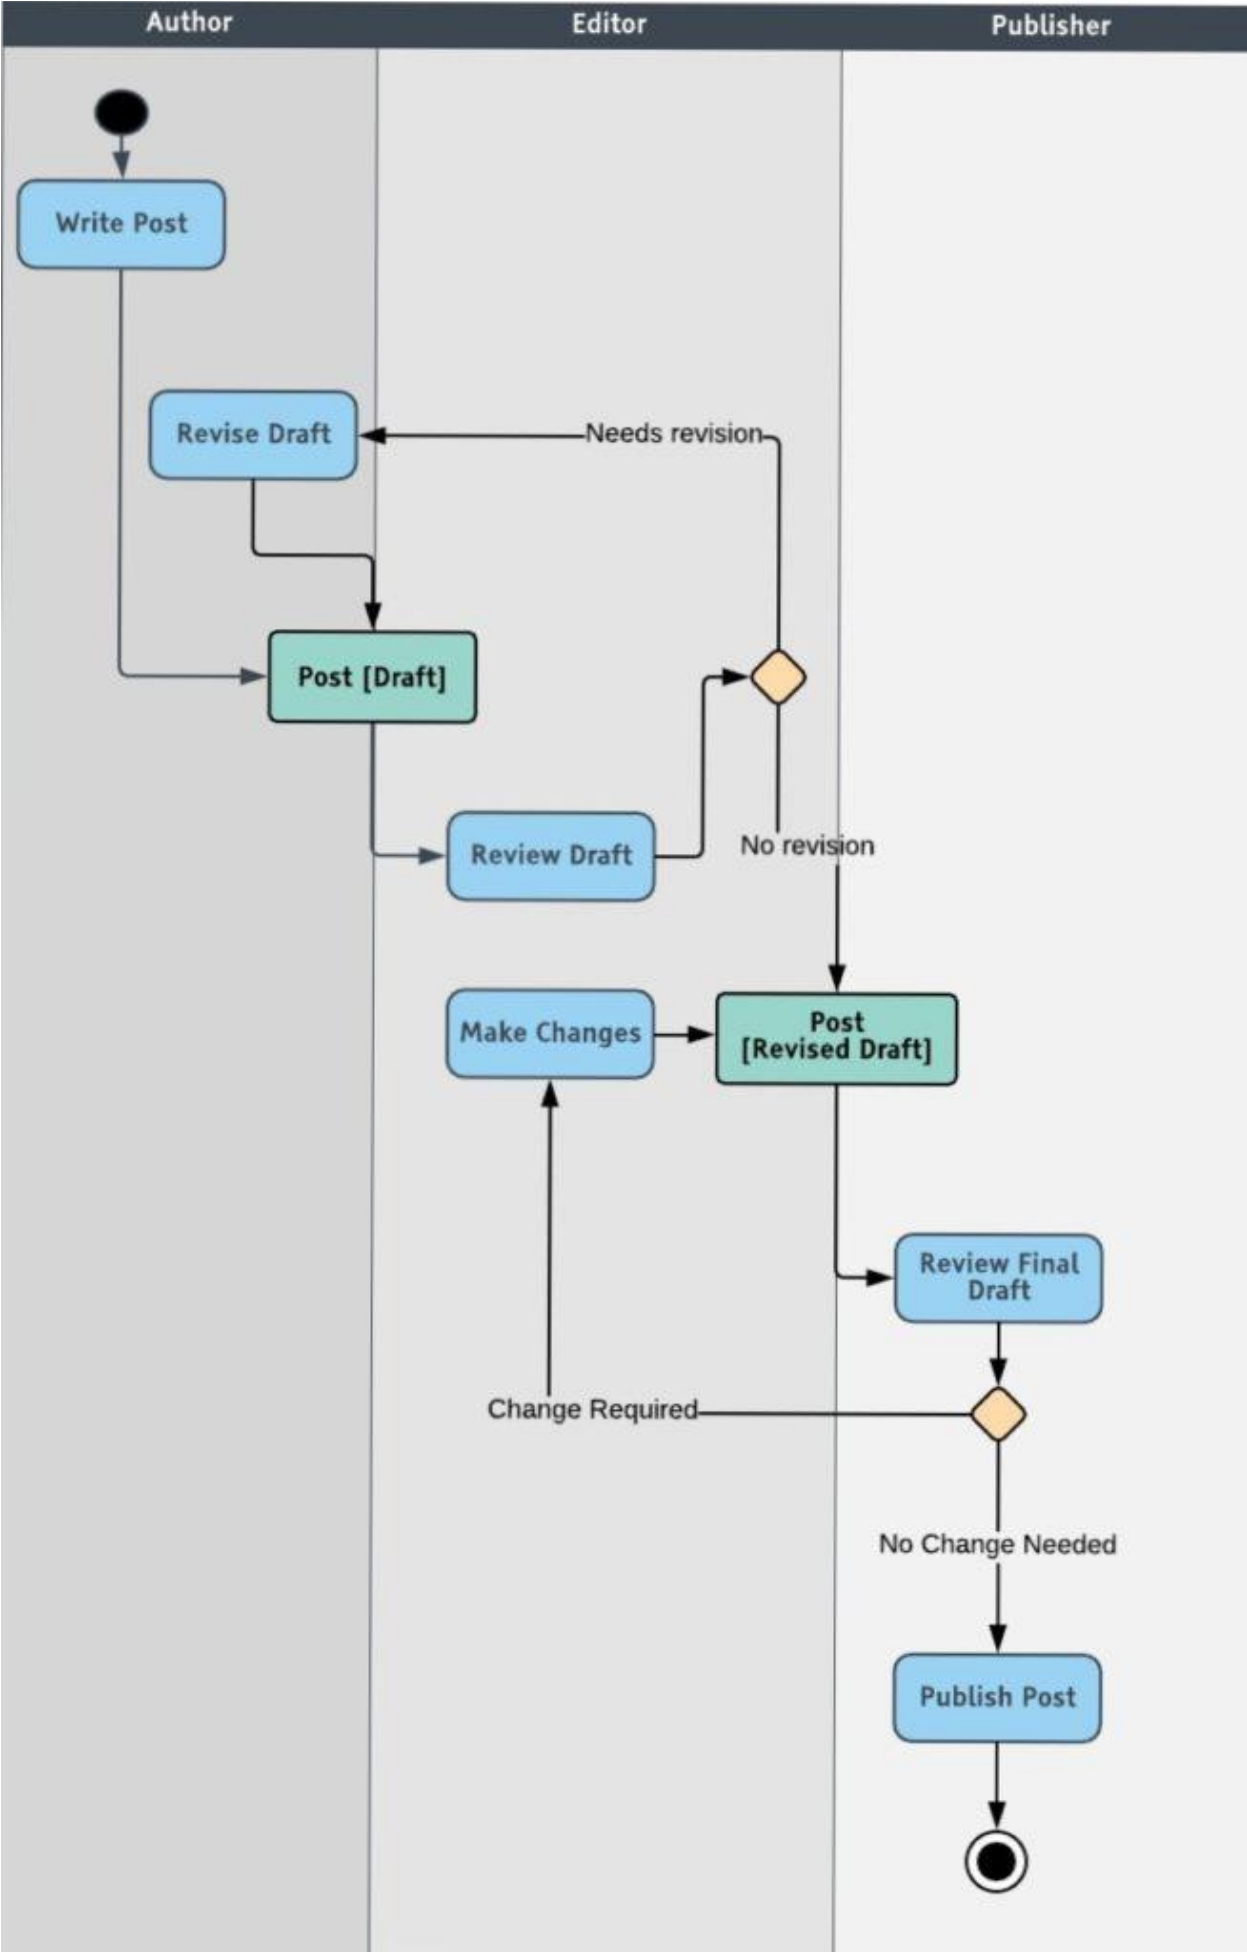 Author
Editor
Publisher
Write Post
Revise Draft
Needs revision
Post [Draft]
Review Draft
No revision
Make Changes
Post
[Revised Draft]
Review Final
Draft
Change Required
No Change Needed
Publish Post